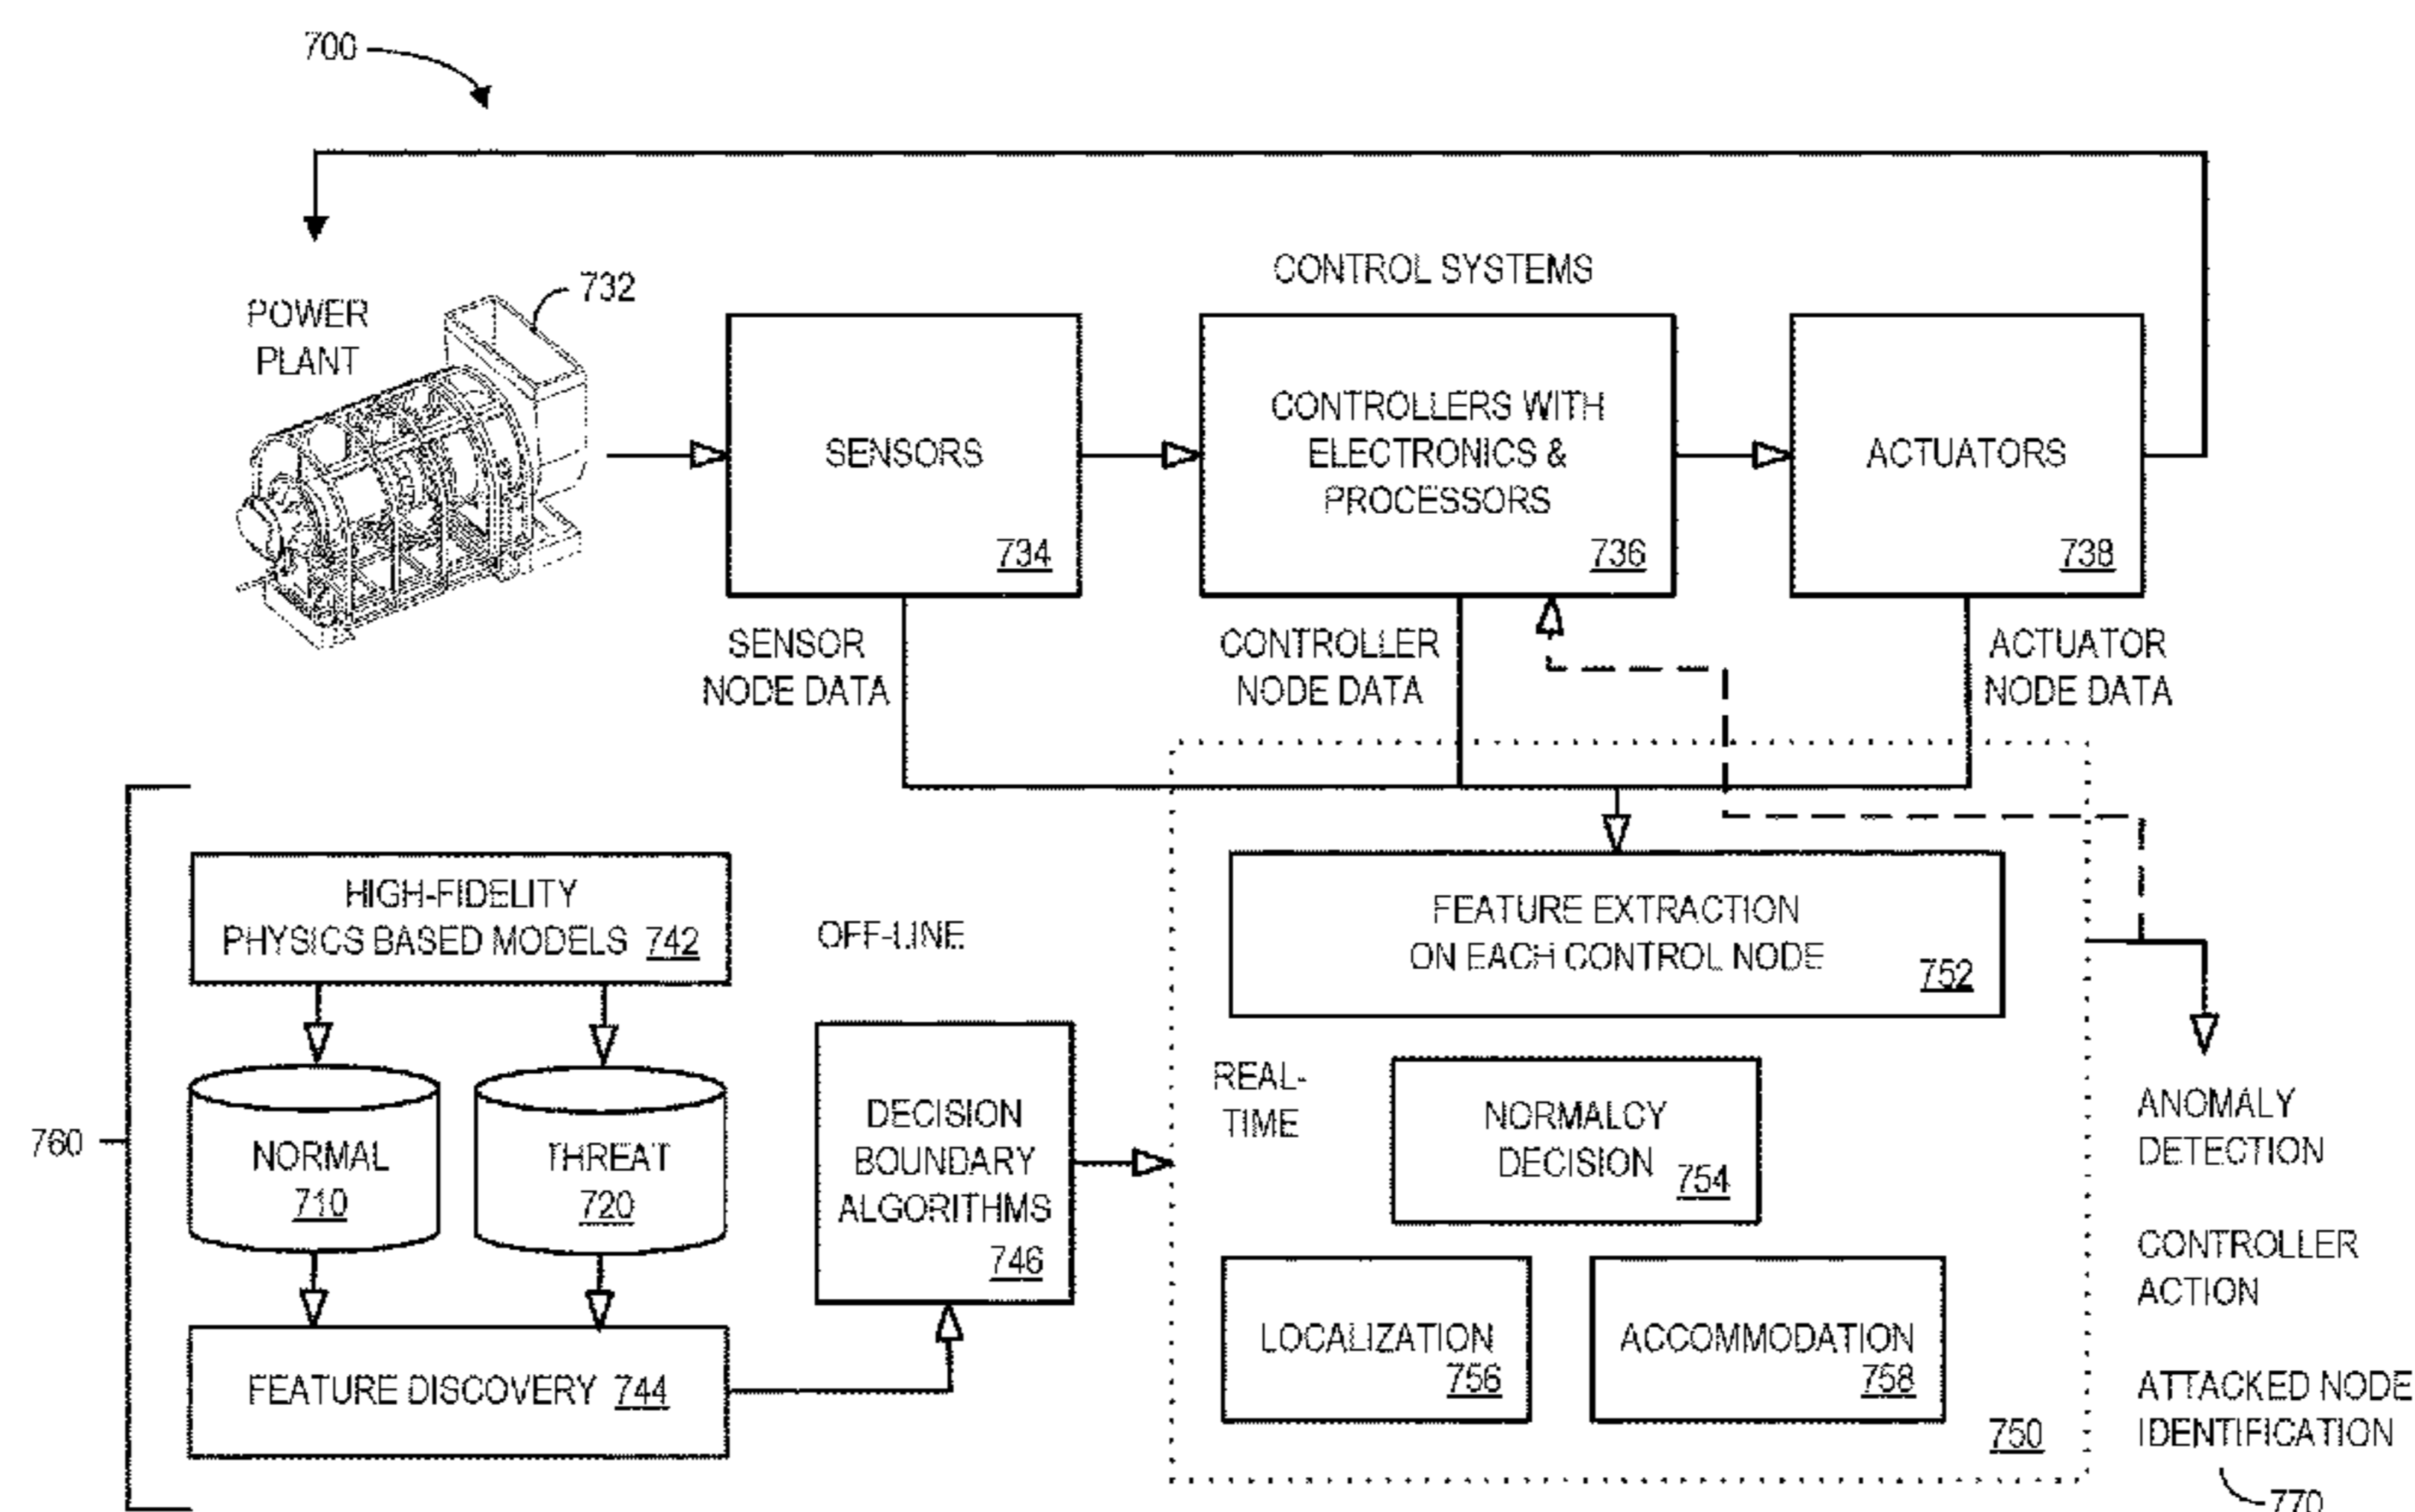 700
732
POWER
PLANT
CONTROL SYSTEMS
SENSORS
734
CONTROLLERS WITH
ELECTRONICS &
PROCESSORS
736
ACTUATORS
738
SENSOR
NODE DATA
CONTROLLER
NODE DATA
ACTUATOR
NODE DATA
760
HIGH-FIDELITY
PHYSICS BASED MODELS 742
OFF-LINE
NORMAL
710
THREAT
720
FEATURE DISCOVERY 744
DECISION
BOUNDARY
ALGORITHMS
746
FEATURE EXTRACTION
ON EACH CONTROL NODE
752
REAL-
TIME
NORMALCY
DECISION
754
LOCALIZATION
756
ACCOMMODATION
758
750
ANOMALY
DETECTION
CONTROLLER
ACTION
ATTACKED NODE
IDENTIFICATION
770